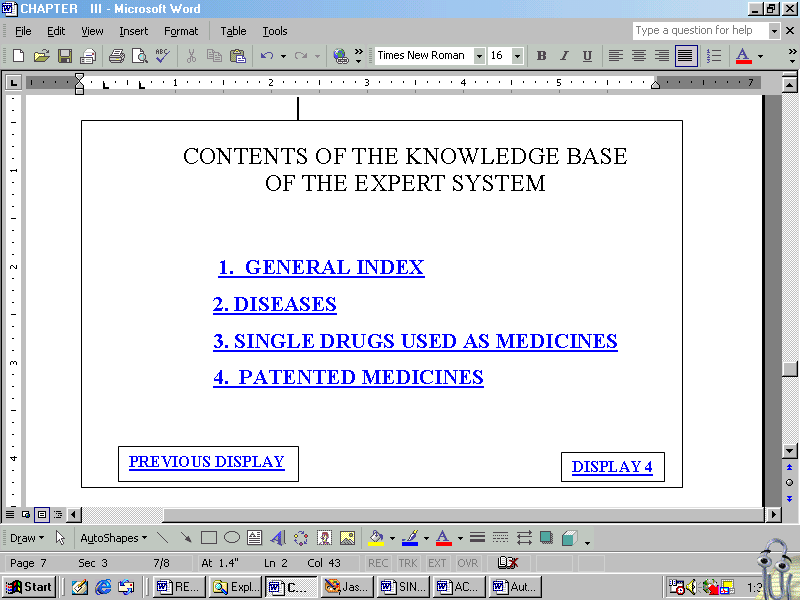 CHAPTER III - Microsoft Word
File Edit View Insert Format Table Tools
Type a question for help
Times New Roman 16 B I U A
1 2 3 4 5 7
CONTENTS OF THE KNOWLEDGE BASE
OF THE EXPERT SYSTEM
1. GENERAL INDEX
2. DISEASES
3. SINGLE DRUGS USED AS MEDICINES
4. PATENTED MEDICINES
PREVIOUS DISPLAY
DISPLAY 4
1
2
3
4
Draw AutoShapes
Page 7 Sec 3 7/8 At 1.4" Ln 2 Col 43 REC TRK EXT OVR
Start RE... Expl... C... Jas... SIN... AC... Aut...